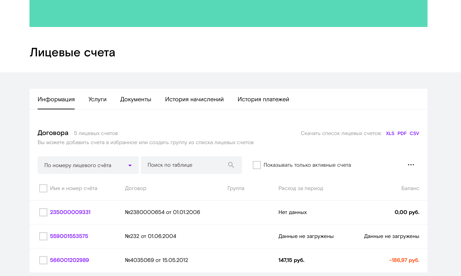 Лицевые счета
Информация Услуги Документы История начислений История платежей
Договора 5 лицевых счетов Скачать список лицевых счетов: XLS PDF CSV
Вы можете добавить счета в избранное или создать группу из списка лицевых счетов
По номеру лицевого счёта Поиск по таблице Показывать только активные счета ...
Имя и номер счёта Договор Группа Расход за период Баланс
235000009331 №2380000654 от 01.01.2006 Нет данных 0,00 руб.
559001553575 №232 от 01.06.2004 Данные не загружены Данные не загружены
566001202989 №4035069 от 15.05.2012 147,15 руб. -186,97 руб.